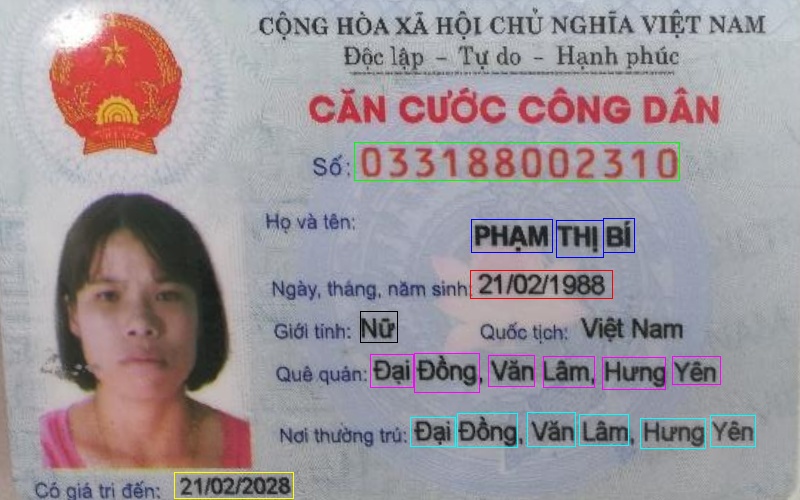 CỘNG HÒA XÃ HỘI CHỦ NGHĨA VIỆT NAM
Độc lập - Tự do - Hạnh phúc
CĂN CƯỚC CÔNG DÂN
Số: 033188002310
Họ và tên: PHẠM THỊ BÍ
Ngày, tháng, năm sinh: 21/02/1988
Giới tính: Nữ Quốc tịch: Việt Nam
Quê quán: Đại Đồng, Văn Lâm, Hưng Yên
Nơi thường trú: Đại Đồng, Văn Lâm, Hưng Yên
Có giá trị đến: 21/02/2028